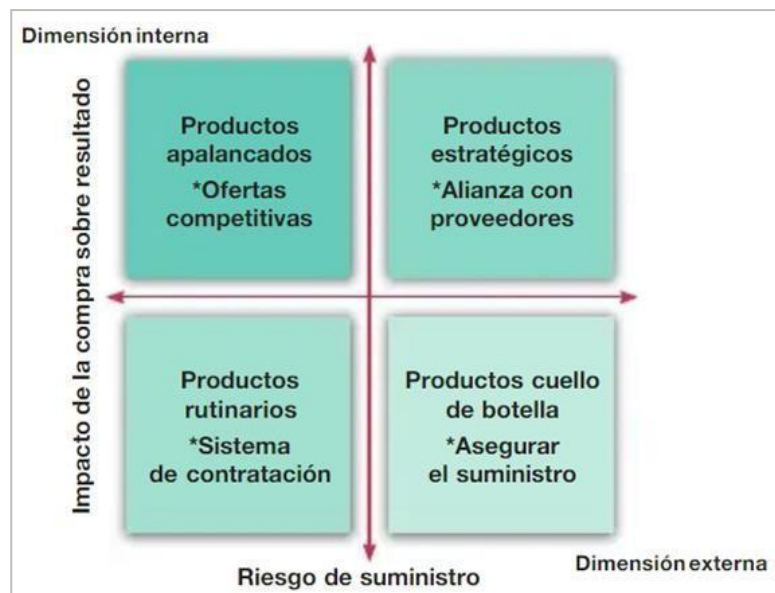 Dimensión interna
Impacto de la compra sobre resultado
Productos
apalancados
*Ofertas
competitivas
Productos
estratégicos
*Alianza con
proveedores
Productos
rutinarios
*Sistema
de contratación
Productos cuello
de botella
*Asegurar
el suministro
Riesgo de suministro
Dimensión externa